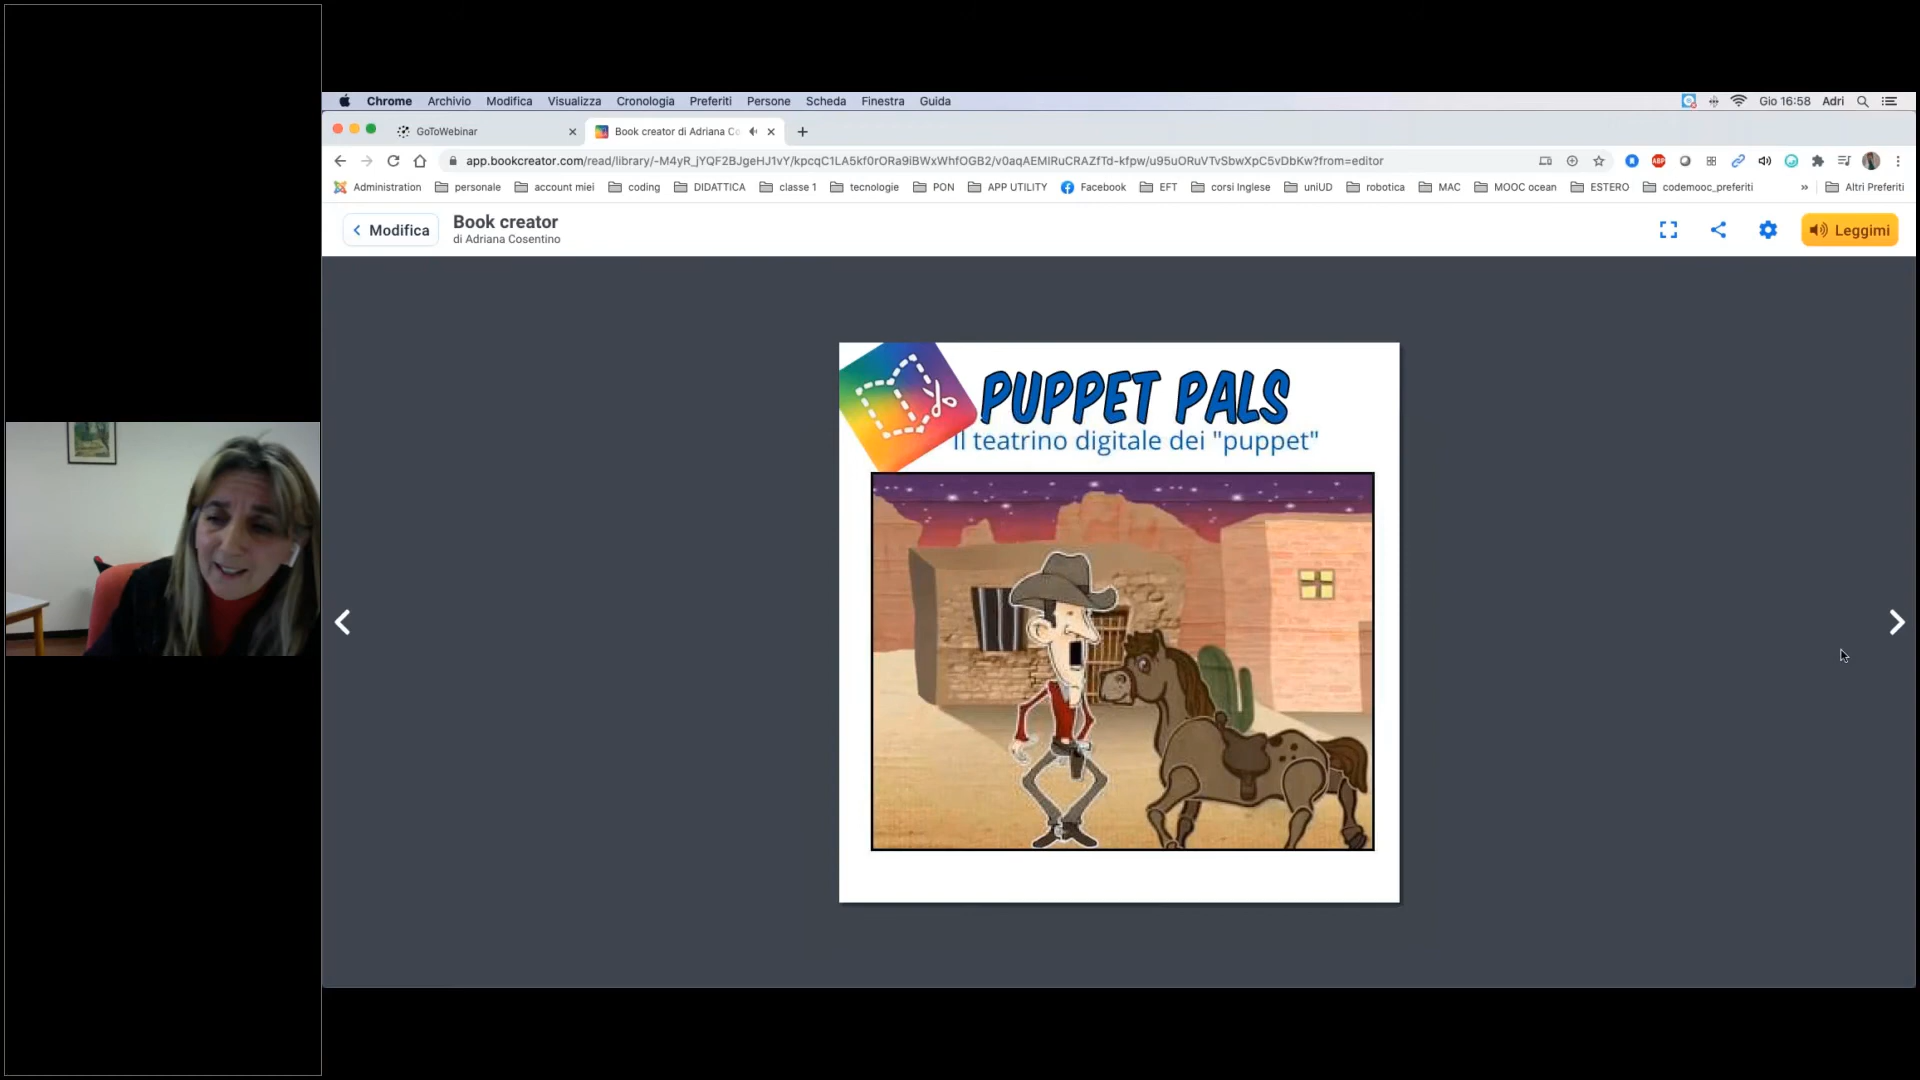 Chrome Archivio Modifica Visualizza Cronologia Preferiti Persone Scheda Finestra Guida Gio 16:58 Adri
GoToWebinar Book creator di Adriana Co
app.bookcreator.com/read/library/-M4yR_jYQF2BJgeHJ1vY/kpcqC1LA5kf0rORa9iBWxWhfOGB2/v0aqAEMIRuCRAZfTd-kfpw/u95uORuVTvSbwXpC5vDbKw?from=editor
Administration personale account miei coding DIDATTICA classe 1 tecnologie PON APP UTILITY Facebook EFT corsi Inglese uniUD robotica MAC MOOC ocean ESTERO codemooc_preferiti » Altri Preferiti
Modifica
Book creator
di Adriana Cosentino
Leggimi
PUPPET PALS
Il teatrino digitale dei "puppet"